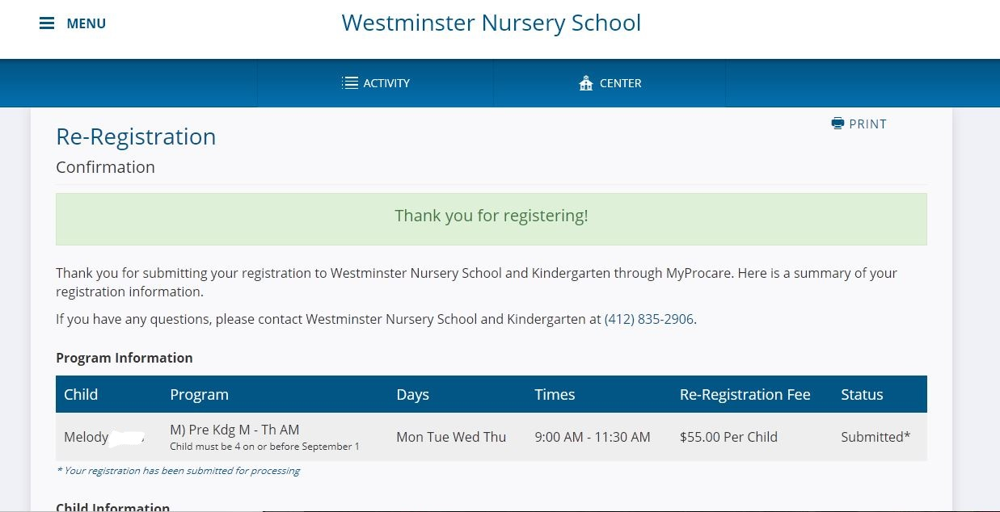 MENU
Westminster Nursery School
ACTIVITY
CENTER
PRINT
Re-Registration
Confirmation
Thank you for registering!
Thank you for submitting your registration to Westminster Nursery School and Kindergarten through MyProcare. Here is a summary of your
registration information.
If you have any questions, please contact Westminster Nursery School and Kindergarten at (412) 835-2906.
Program Information
Child Program Days Times Re-Registration Fee Status
Melody M) Pre Kdg M - Th AM Mon Tue Wed Thu 9:00 AM - 11:30 AM $55.00 Per Child Submitted*
Child must be 4 on or before September 1
* Your registration has been submitted for processing
Child Information